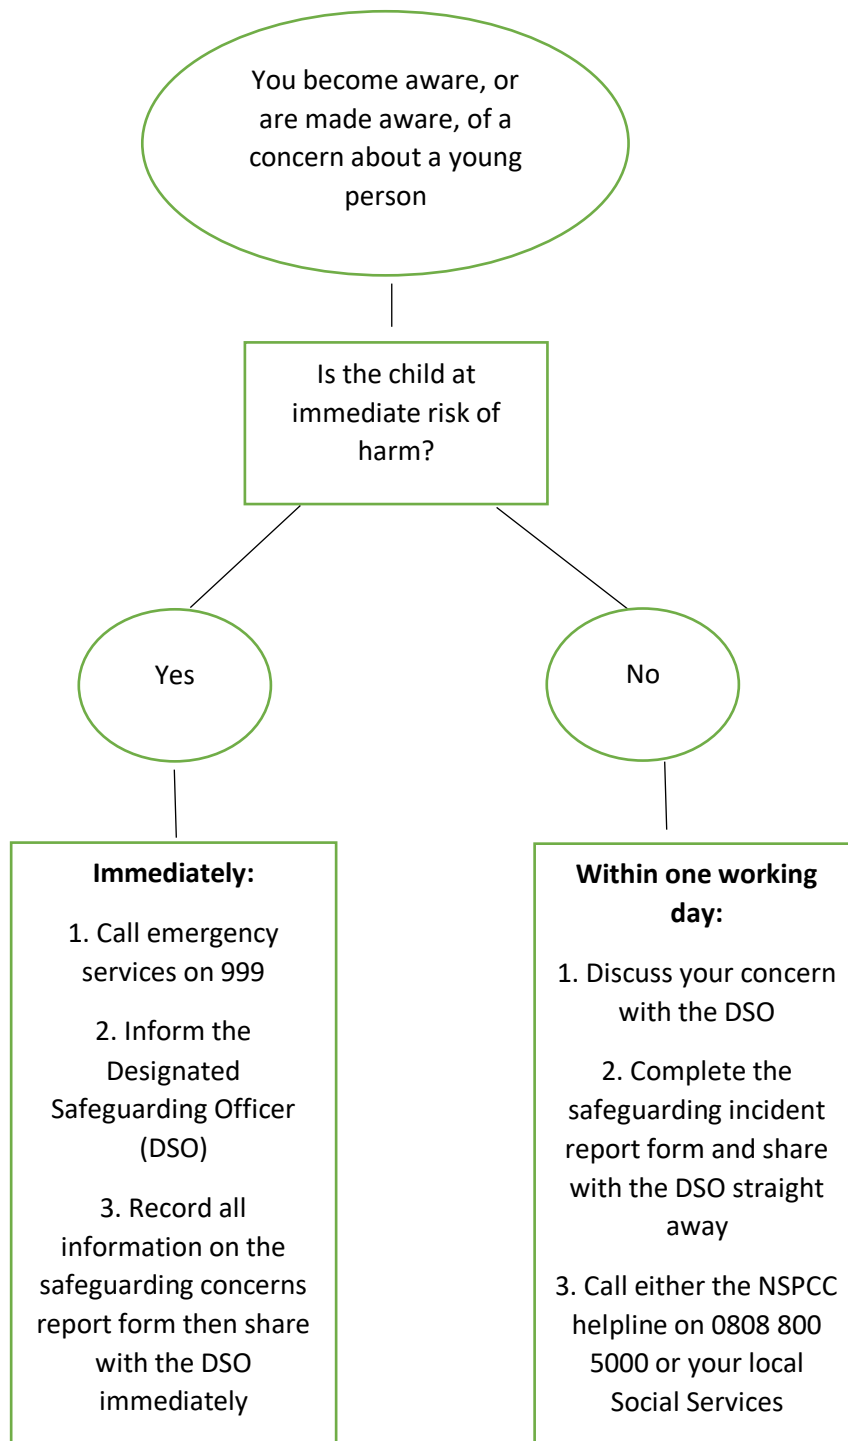 You become aware, or
are made aware, of a
concern about a young
person
Is the child at
immediate risk of
harm?
Yes
No
Immediately:
1. Call emergency
services on 999
2. Inform the
Designated
Safeguarding Officer
(DSO)
3. Record all
information on the
safeguarding concerns
report form then share
with the DSO
immediately
Within one working
day:
1. Discuss your concern
with the DSO
2. Complete the
safeguarding incident
report form and share
with the DSO straight
away
3. Call either the NSPCC
helpline on 0808 800
5000 or your local
Social Services